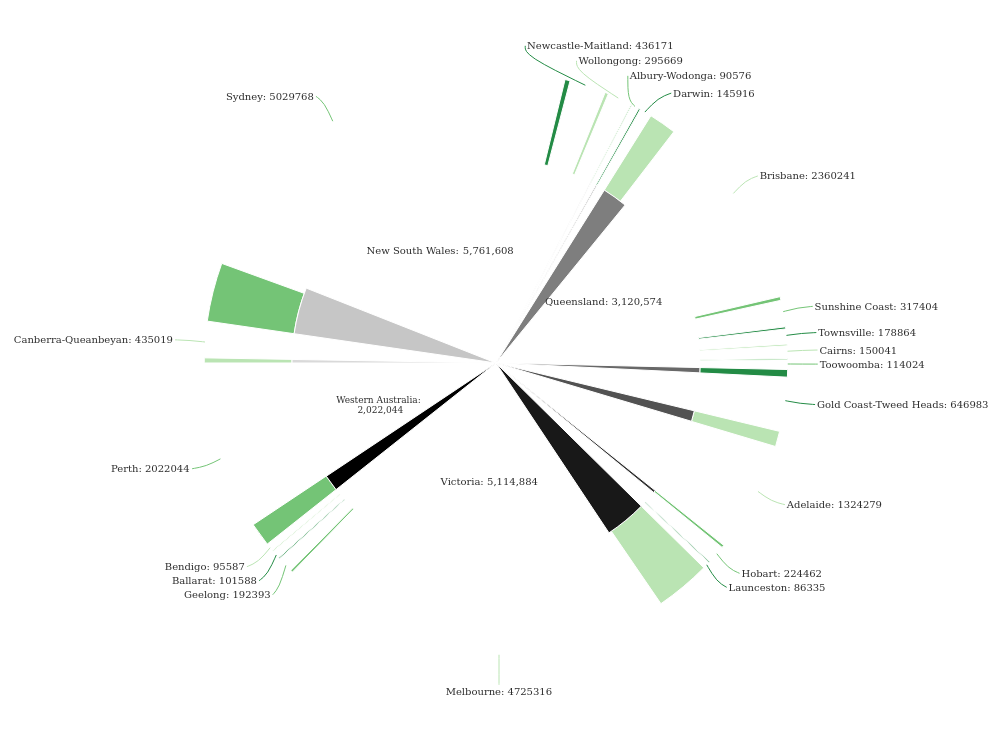 Newcastle-Maitland: 436171
Wollongong: 295669
Albury-Wodonga: 90576
Darwin: 145916
Sydney: 5029768
Brisbane: 2360241
New South Wales: 5,761,608
Queensland: 3,120,574
Sunshine Coast: 317404
Townsville: 178864
Canberra-Queanbeyan: 435019
Cairns: 150041
Toowoomba: 114024
Western Australia:
2,022,044
Gold Coast-Tweed Heads: 646983
Perth: 2022044
Victoria: 5,114,884
Adelaide: 1324279
Bendigo: 95587
Hobart: 224462
Ballarat: 101588
Launceston: 86335
Geelong: 192393
Melbourne: 4725316